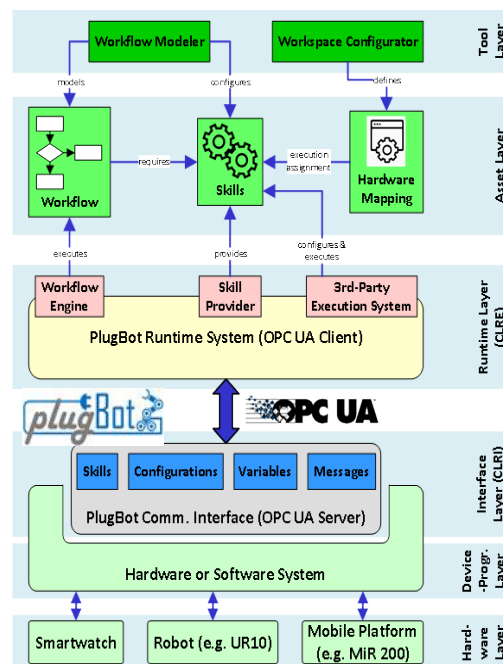 Workflow Modeler
Workspace Configurator
Tool
Layer
models
configures
defines
Workflow
requires
Skills
execution
assignment
Hardware
Mapping
Asset Layer
executes
provides
configures &
executes
Workflow
Engine
Skill
Provider
3rd-Party
Execution System
PlugBot Runtime System (OPC UA Client)
Runtime Layer
(CLRE)
plugBot
OPC UA
Skills
Configurations
Variables
Messages
PlugBot Comm. Interface (OPC UA Server)
Interface
Layer (CLRI)
Hardware or Software System
Device
-Progr.
Layer
Smartwatch
Robot (e.g. UR10)
Mobile Platform
(e.g. MiR 200)
Hard-
ware
Layer